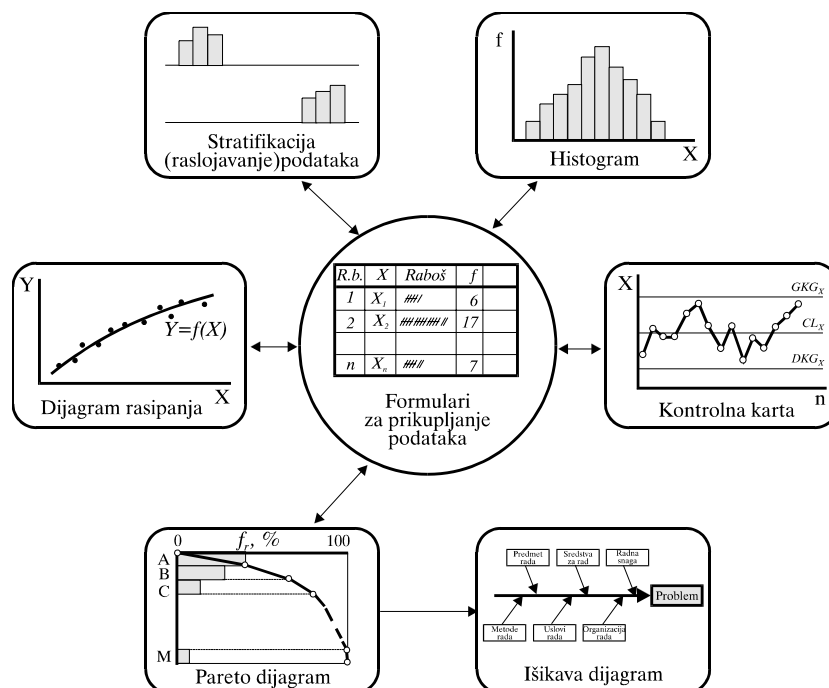 Stratifikacija
(raslojavanje)podataka
f
X
Histogram
Y
Y=f(X)
X
Dijagram rasipanja
R.b. X Raboš f
1 X1 6
2 X2 17
n Xn 7
Formulari
za prikupljanje
podataka
X
GKGX
CLX
DKGX
n
Kontrolna karta
0 fr, % 100
A
B
C
M
Pareto dijagram
Predmet
rada
Sredstva
za rad
Radna
snaga
Problem
Metode
rada
Uslovi
rada
Organizacija
rada
Išikava dijagram